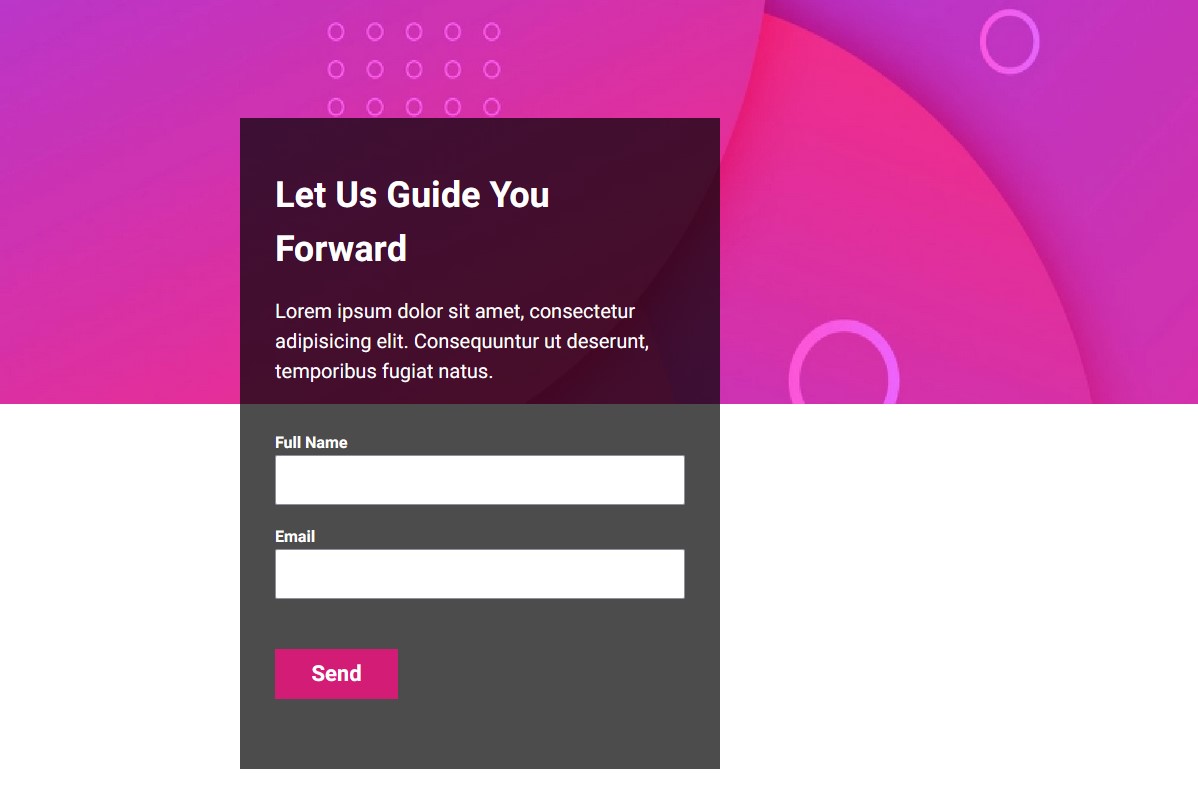 Let Us Guide You
Forward
Lorem ipsum dolor sit amet, consectetur
adipisicing elit. Consequuntur ut deserunt,
temporibus fugiat natus.
Full Name
Email
Send